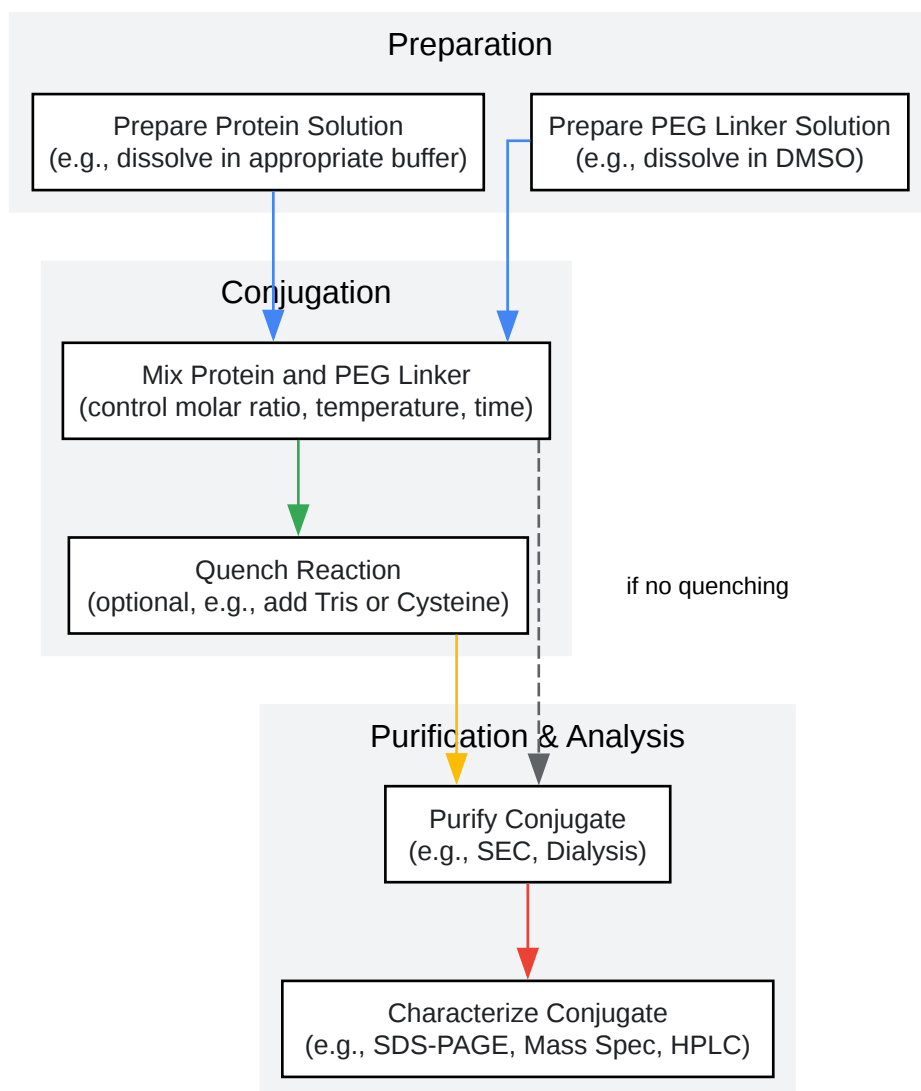 Preparation
Prepare Protein Solution
(e.g., dissolve in appropriate buffer)
Prepare PEG Linker Solution
(e.g., dissolve in DMSO)
Conjugation
Mix Protein and PEG Linker
(control molar ratio, temperature, time)
Quench Reaction
(optional, e.g., add Tris or Cysteine)
if no quenching
Purification & Analysis
Purify Conjugate
(e.g., SEC, Dialysis)
Characterize Conjugate
(e.g., SDS-PAGE, Mass Spec, HPLC)